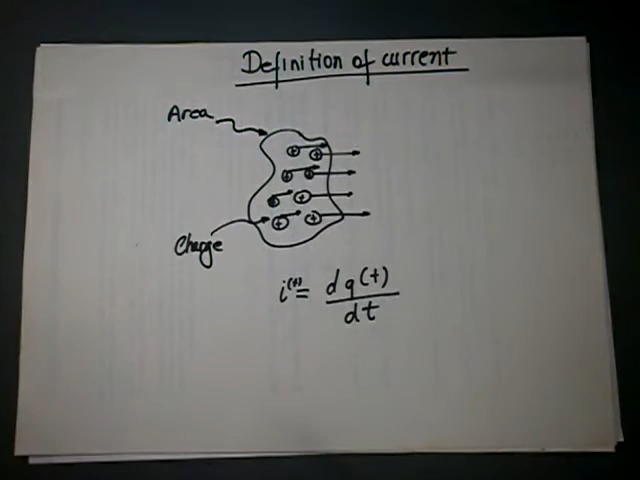 Definition of current
Area
Charge
i(t) = dq(t)/dt